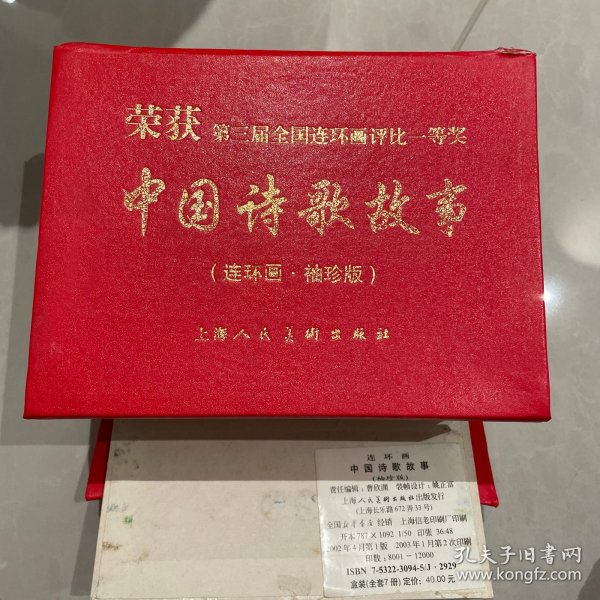 荣获 第三届全国连环画评比一等奖
中国诗歌故事
（连环画·袖珍版）
上海人民美術出版社
连环画
中国诗歌故事
（袖珍版）
责任编辑：曹欣渊 装帧设计：姚正富
上海人民美术出版社出版发行
（上海长乐路672弄33号）
全国新华书店经销 上海信老印刷厂印刷
开本787×1092 1/50 印张 36.48
2002年4月第1版 2003年1月第2次印刷
印数：8001－12000
ISBN 7-5322-3094-5/J·2929
盒装（全套7册）定价：40.00元
孔夫子旧书网
www.kongfz.com